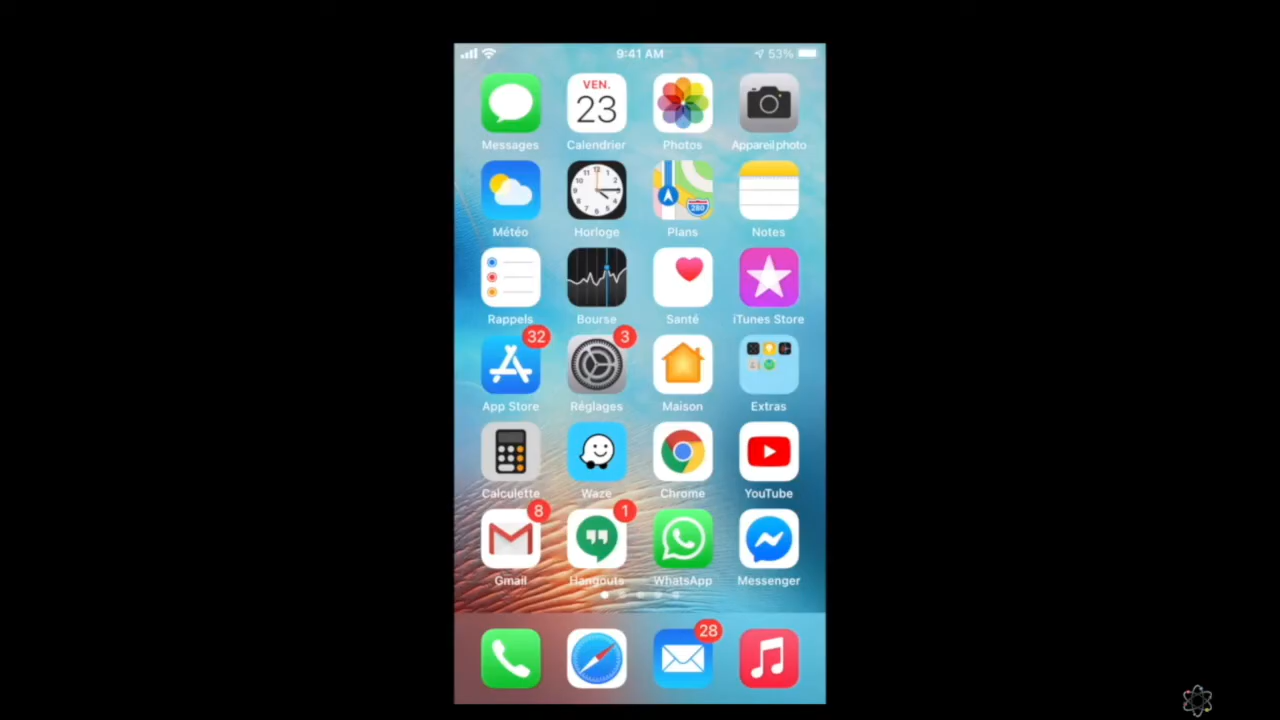 9:41 AM 53%
VEN.
23
Messages Calendrier Photos Appareil photo
Météo Horloge Plans Notes
280
Rappels Bourse Santé iTunes Store
32 3
App Store Réglages Maison Extras
Calculette Waze Chrome YouTube
8 1
Gmail Hangouts WhatsApp Messenger
28